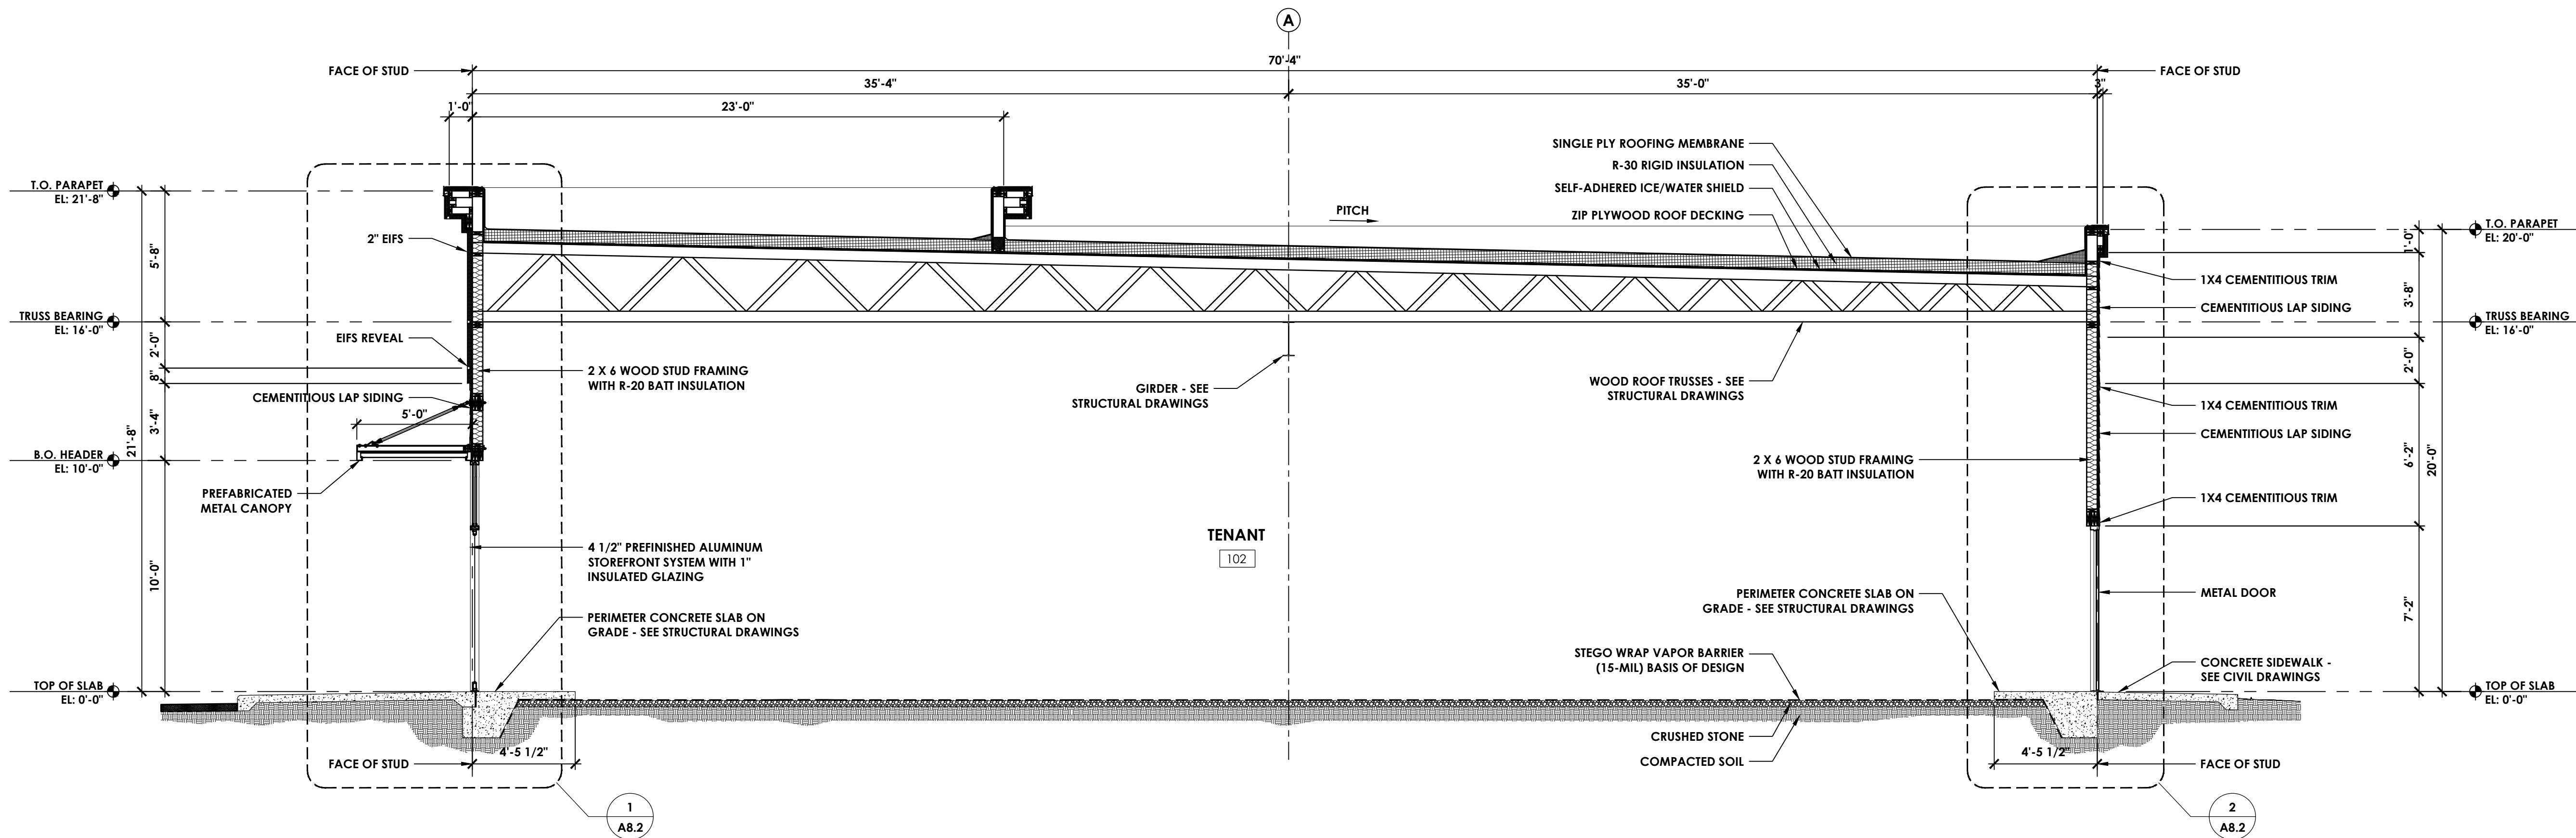 A
FACE OF STUD
70'-4"
FACE OF STUD
35'-4"
35'-0"
3"
1'-0"
23'-0"
SINGLE PLY ROOFING MEMBRANE
R-30 RIGID INSULATION
SELF-ADHERED ICE/WATER SHIELD
ZIP PLYWOOD ROOF DECKING
PITCH
T.O. PARAPET
EL: 21'-8"
2" EIFS
5'-8"
TRUSS BEARING
EL: 16'-0"
EIFS REVEAL
2'-0"
8"
CEMENTITIOUS LAP SIDING
5'-0"
3'-4"
21'-8"
B.O. HEADER
EL: 10'-0"
PREFABRICATED
METAL CANOPY
10'-0"
TOP OF SLAB
EL: 0'-0"
2 X 6 WOOD STUD FRAMING
WITH R-20 BATT INSULATION
4 1/2" PREFINISHED ALUMINUM
STOREFRONT SYSTEM WITH 1"
INSULATED GLAZING
PERIMETER CONCRETE SLAB ON
GRADE - SEE STRUCTURAL DRAWINGS
GIRDER - SEE
STRUCTURAL DRAWINGS
TENANT
102
WOOD ROOF TRUSSES - SEE
STRUCTURAL DRAWINGS
2 X 6 WOOD STUD FRAMING
WITH R-20 BATT INSULATION
PERIMETER CONCRETE SLAB ON
GRADE - SEE STRUCTURAL DRAWINGS
STEGO WRAP VAPOR BARRIER
(15-MIL) BASIS OF DESIGN
CRUSHED STONE
COMPACTED SOIL
T.O. PARAPET
EL: 20'-0"
1'-0"
1X4 CEMENTITIOUS TRIM
3'-8"
CEMENTITIOUS LAP SIDING
TRUSS BEARING
EL: 16'-0"
2'-0"
1X4 CEMENTITIOUS TRIM
CEMENTITIOUS LAP SIDING
6'-2"
20'-0"
1X4 CEMENTITIOUS TRIM
METAL DOOR
7'-2"
CONCRETE SIDEWALK -
SEE CIVIL DRAWINGS
TOP OF SLAB
EL: 0'-0"
4'-5 1/2"
FACE OF STUD
4'-5 1/2"
FACE OF STUD
1
A8.2
2
A8.2